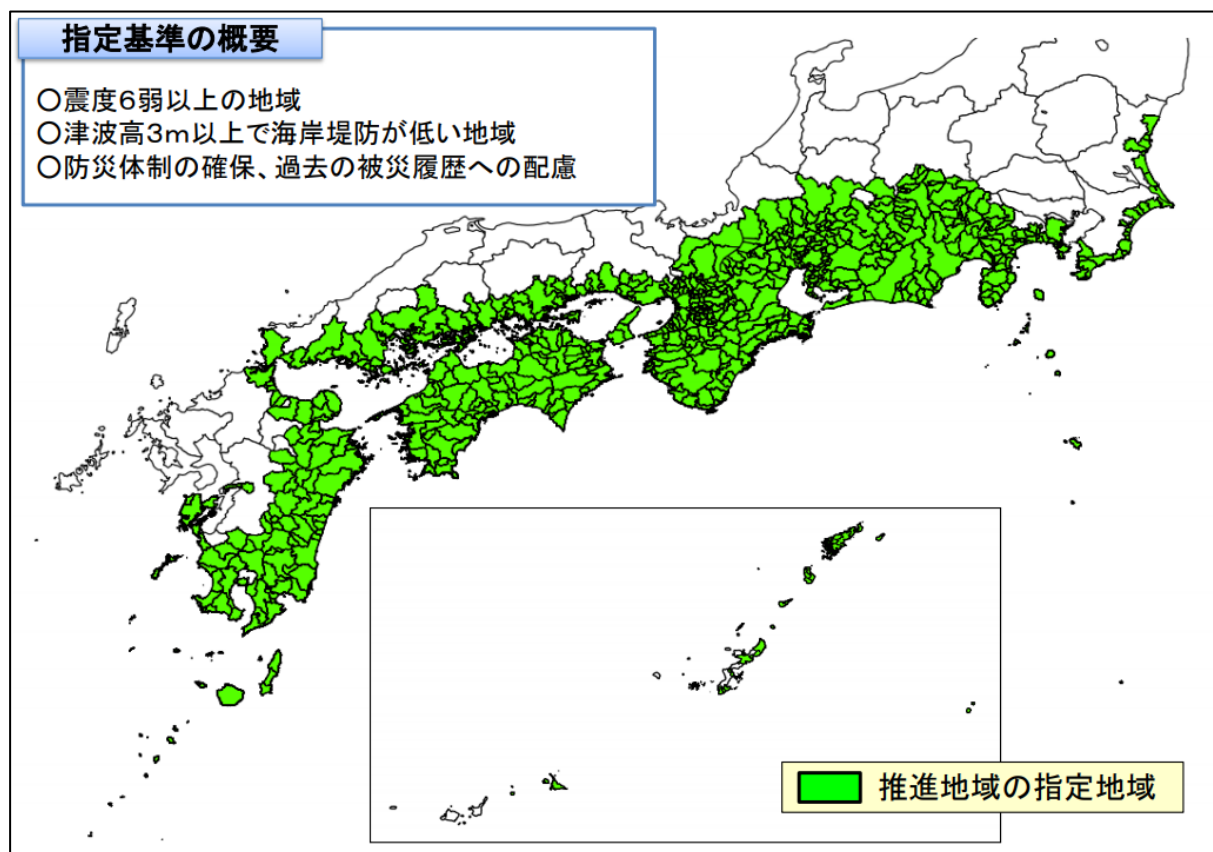 指定基準の概要
○震度6弱以上の地域
○津波高3m以上で海岸堤防が低い地域
○防災体制の確保、過去の被災履歴への配慮
推進地域の指定地域